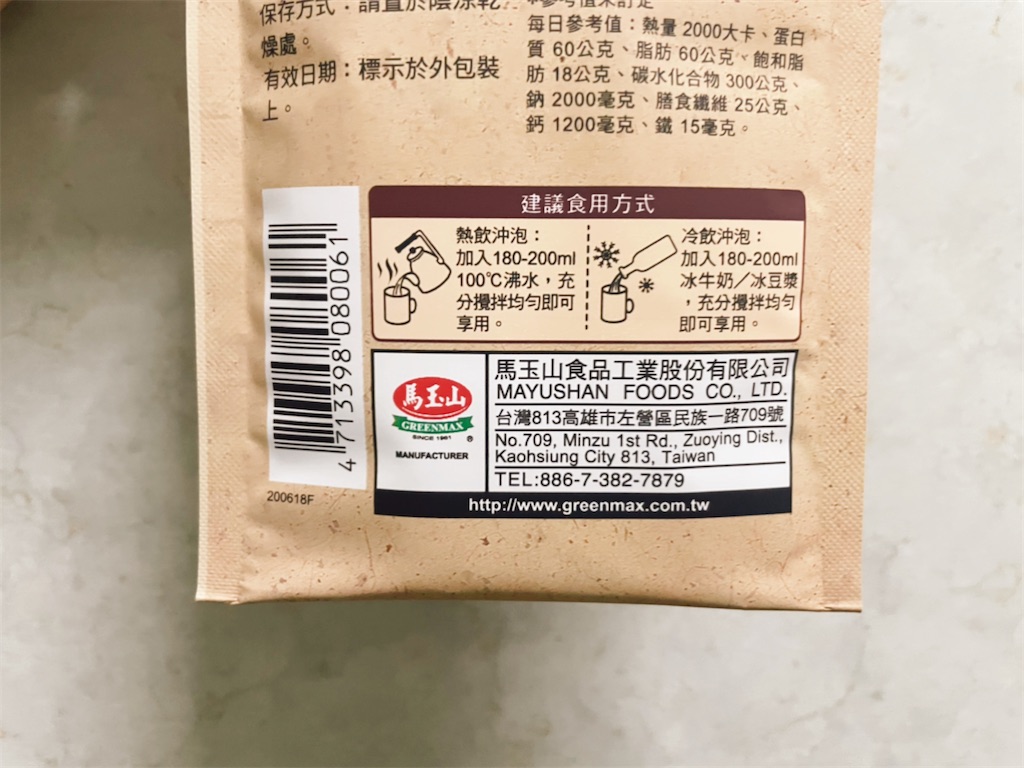 保存方式：請置於陰涼乾
燥處。
有效日期：標示於外包裝
上。
*參考值未訂定
每日參考值：熱量 2000大卡、蛋白
質 60公克、脂肪 60公克、飽和脂
肪 18公克、碳水化合物 300公克、
鈉 2000毫克、膳食纖維 25公克、
鈣 1200毫克、鐵 15毫克。
建議食用方式
熱飲沖泡：
加入180-200ml
100℃沸水，充
分攪拌均勻即可
享用。
冷飲沖泡：
加入180-200ml
冰牛奶／冰豆漿
，充分攪拌均勻
即可享用。
4 713398 080061
200618F
馬玉山
GREENMAX
SINCE 1961
®
MANUFACTURER
馬玉山食品工業股份有限公司
MAYUSHAN FOODS CO., LTD.
台灣813高雄市左營區民族一路709號
No.709, Minzu 1st Rd., Zuoying Dist.,
Kaohsiung City 813, Taiwan
TEL:886-7-382-7879
http://www.greenmax.com.tw